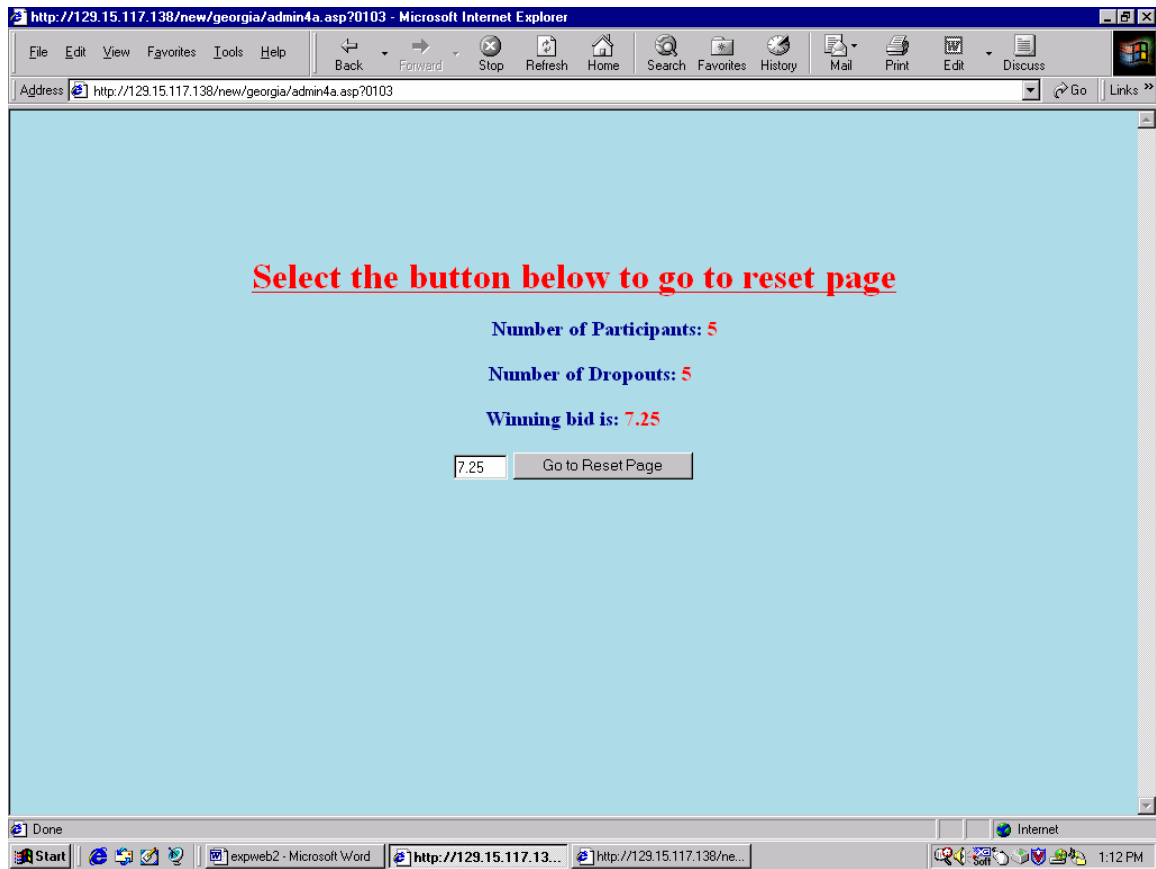 http://129.15.117.138/new/georgia/admin4a.asp?0103 - Microsoft Internet Explorer
File Edit View Favorites Tools Help Back Forward Stop Refresh Home Search Favorites History Mail Print Edit Discuss
Address http://129.15.117.138/new/georgia/admin4a.asp?0103 Go Links »
Select the button below to go to reset page
Number of Participants: 5
Number of Dropouts: 5
Winning bid is: 7.25
7.25 Go to Reset Page
Done Internet
Start expweb2 - Microsoft Word http://129.15.117.13... http://129.15.117.138/ne... 1:12 PM